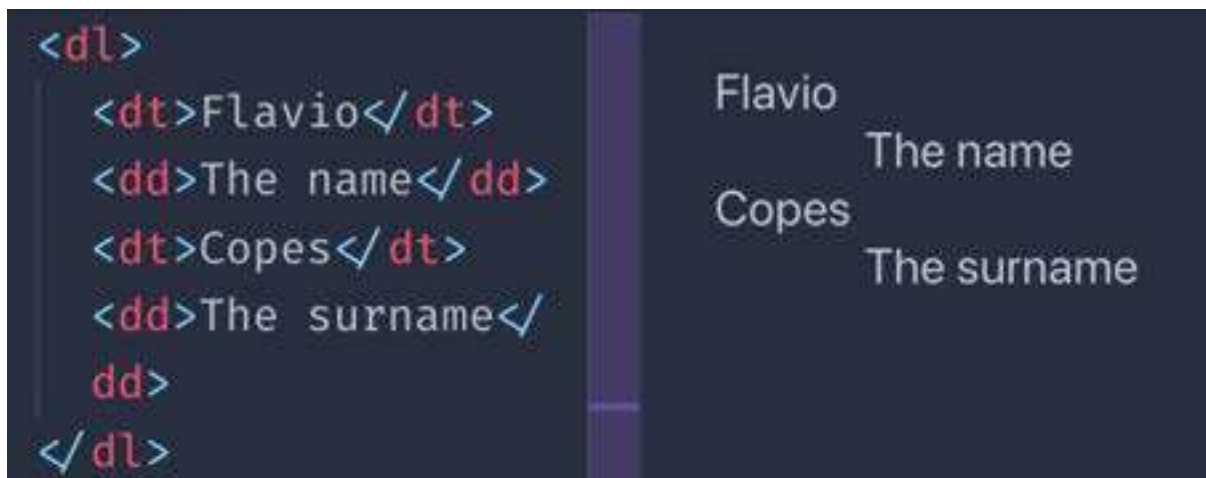 <dl>
<dt>Flavio</dt>
<dd>The name</dd>
<dt>Copes</dt>
<dd>The surname</
dd>
</dl>
Flavio
The name
Copes
The surname